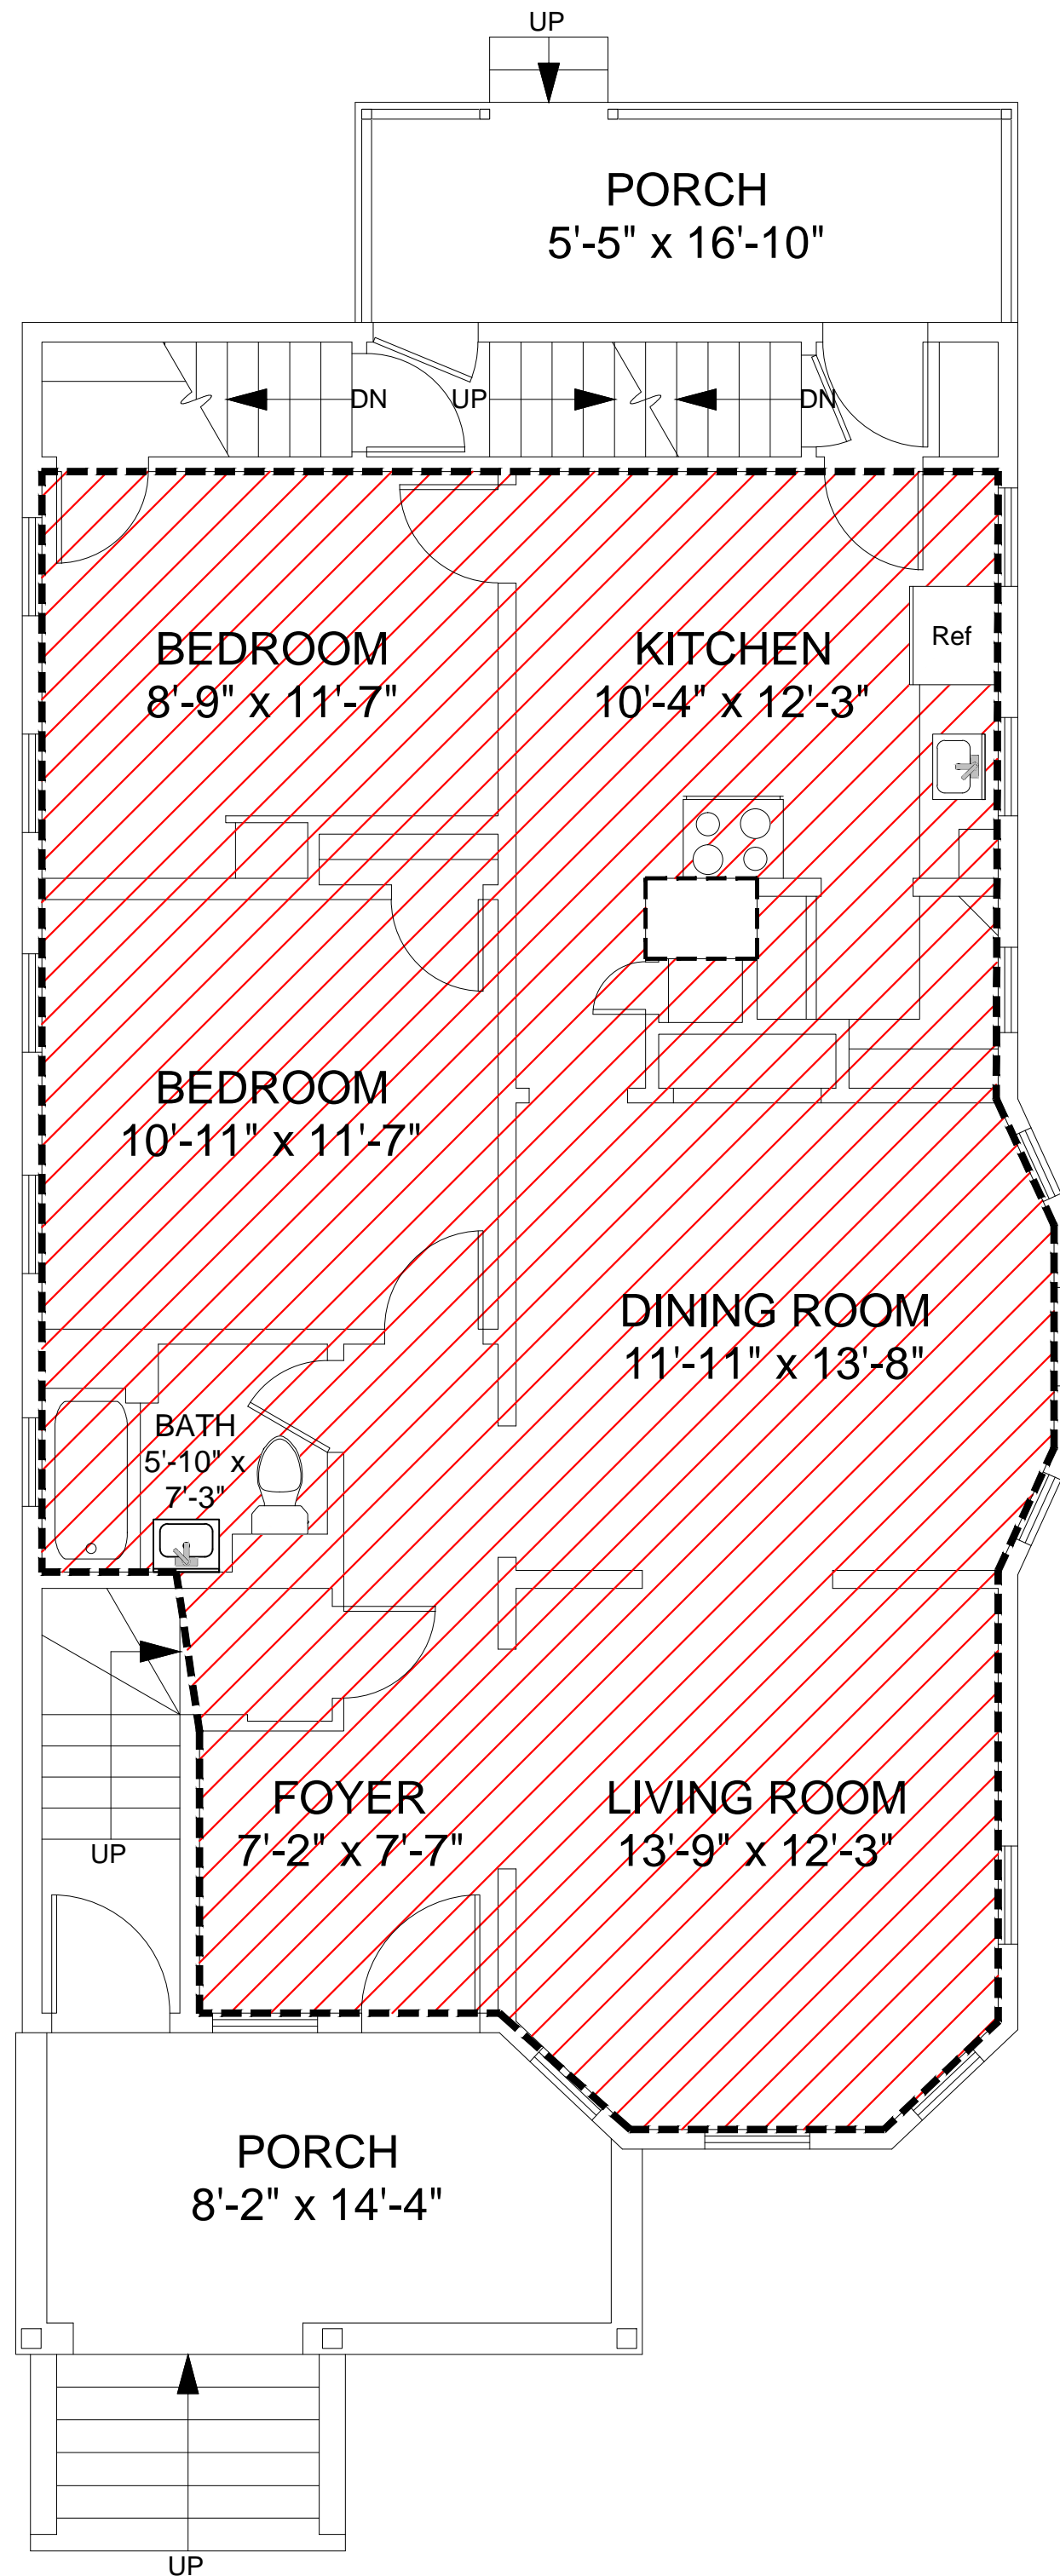 UP
PORCH
5'-5" x 16'-10"
DN
UP
DN
BEDROOM
8'-9" x 11'-7"
KITCHEN
10'-4" x 12'-3"
Ref
BEDROOM
10'-11" x 11'-7"
DINING ROOM
11'-11" x 13'-8"
BATH
5'-10" x
7'-3"
FOYER
7'-2" x 7'-7"
LIVING ROOM
13'-9" x 12'-3"
UP
PORCH
8'-2" x 14'-4"
UP